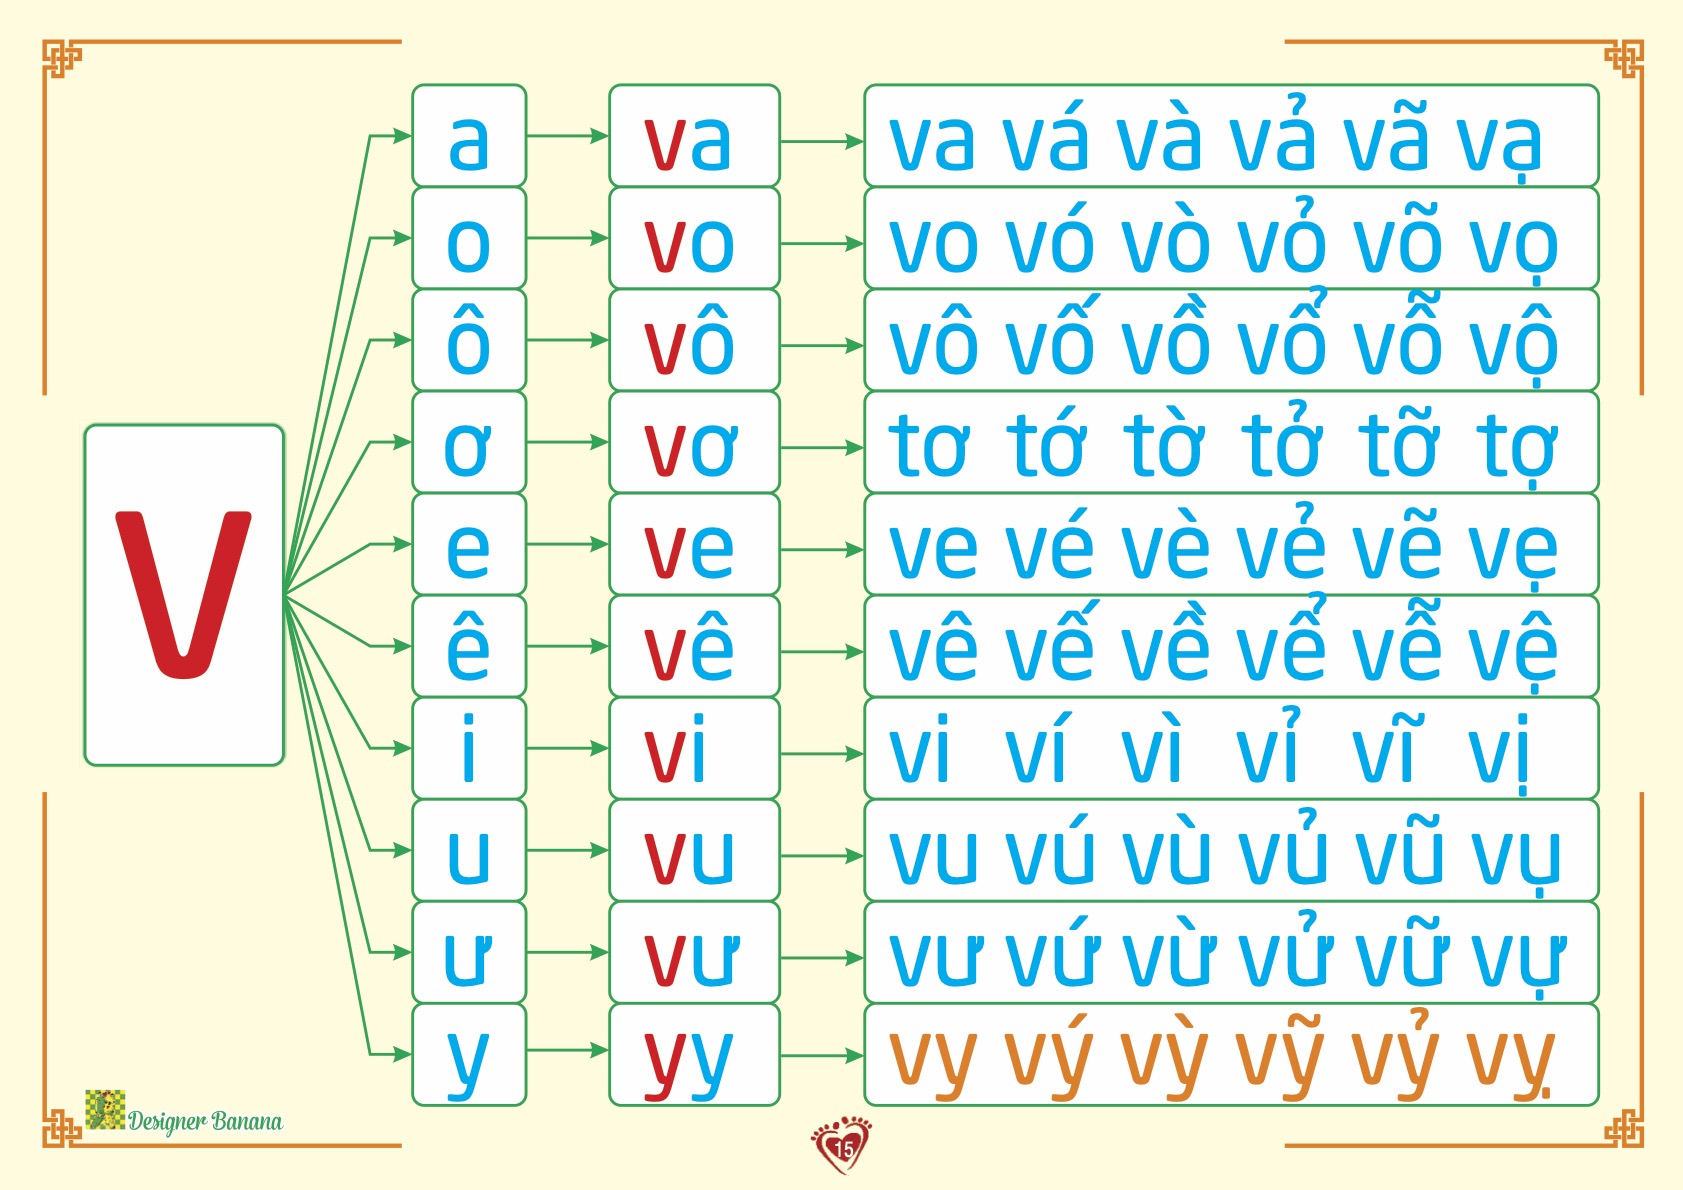 a va va vá và vả vã vạ
o vo vo vó vò vỏ võ vọ
ô vô vô vố vồ vổ vỗ vộ
ơ vơ tơ tớ tờ tở tỡ tợ
e ve ve vé vè vẻ vẽ vẹ
V
ê vê vê vế về vể vễ vệ
i vi vi ví vì vỉ vĩ vị
u vu vu vú vù vủ vũ vụ
ư vư vư vứ vừ vử vữ vự
y yy vy vý vỳ vỹ vỷ vỵ
Designer Banana
15